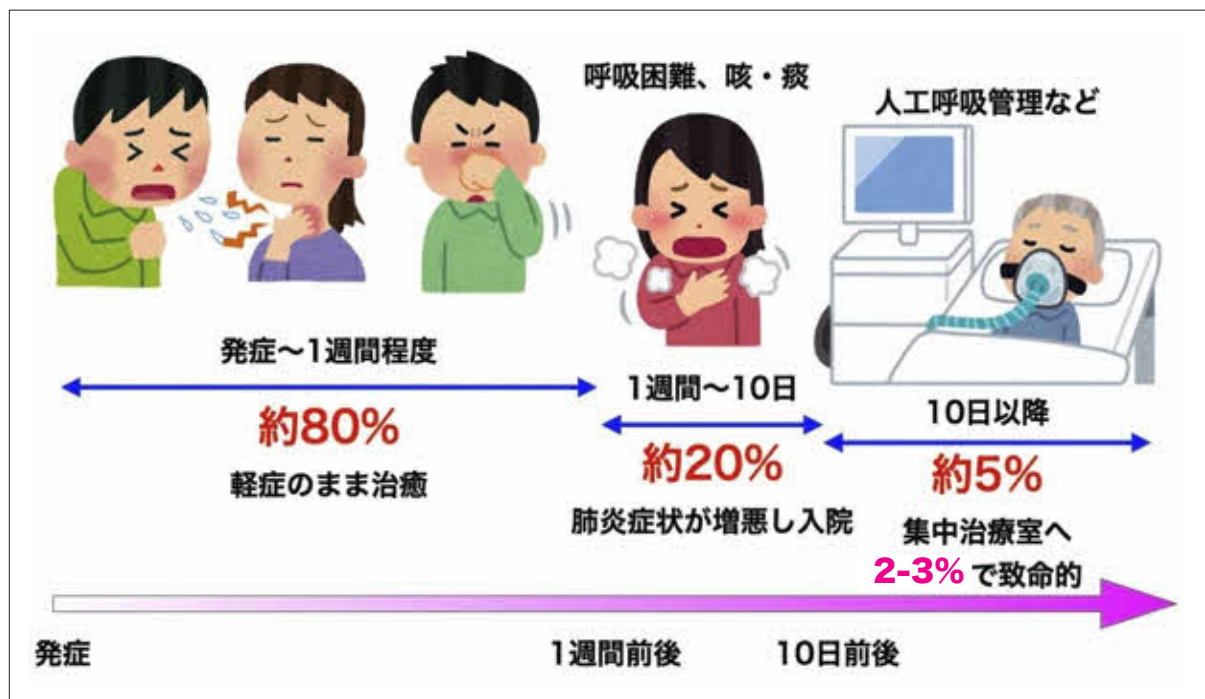 呼吸困難、咳・痰
人工呼吸管理など
発症〜1週間程度
約80%
軽症のまま治癒
1週間〜10日
約20%
肺炎症状が増悪し入院
10日以降
約5%
集中治療室へ
2-3%で致命的
発症
1週間前後
10日前後